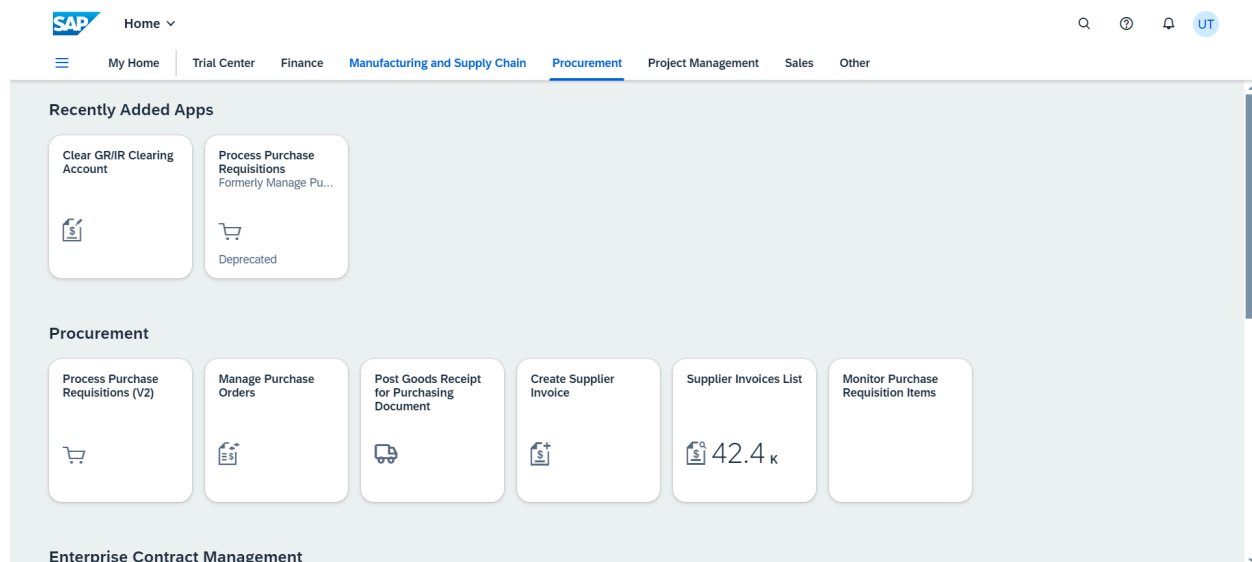 SAP
Home
UT
My Home
Trial Center
Finance
Manufacturing and Supply Chain
Procurement
Project Management
Sales
Other
Recently Added Apps
Clear GR/IR Clearing
Account
Process Purchase
Requisitions
Formerly Manage Pu...
Deprecated
Procurement
Process Purchase
Requisitions (V2)
Manage Purchase
Orders
Post Goods Receipt
for Purchasing
Document
Create Supplier
Invoice
Supplier Invoices List
42.4 K
Monitor Purchase
Requisition Items
Enterprise Contract Management